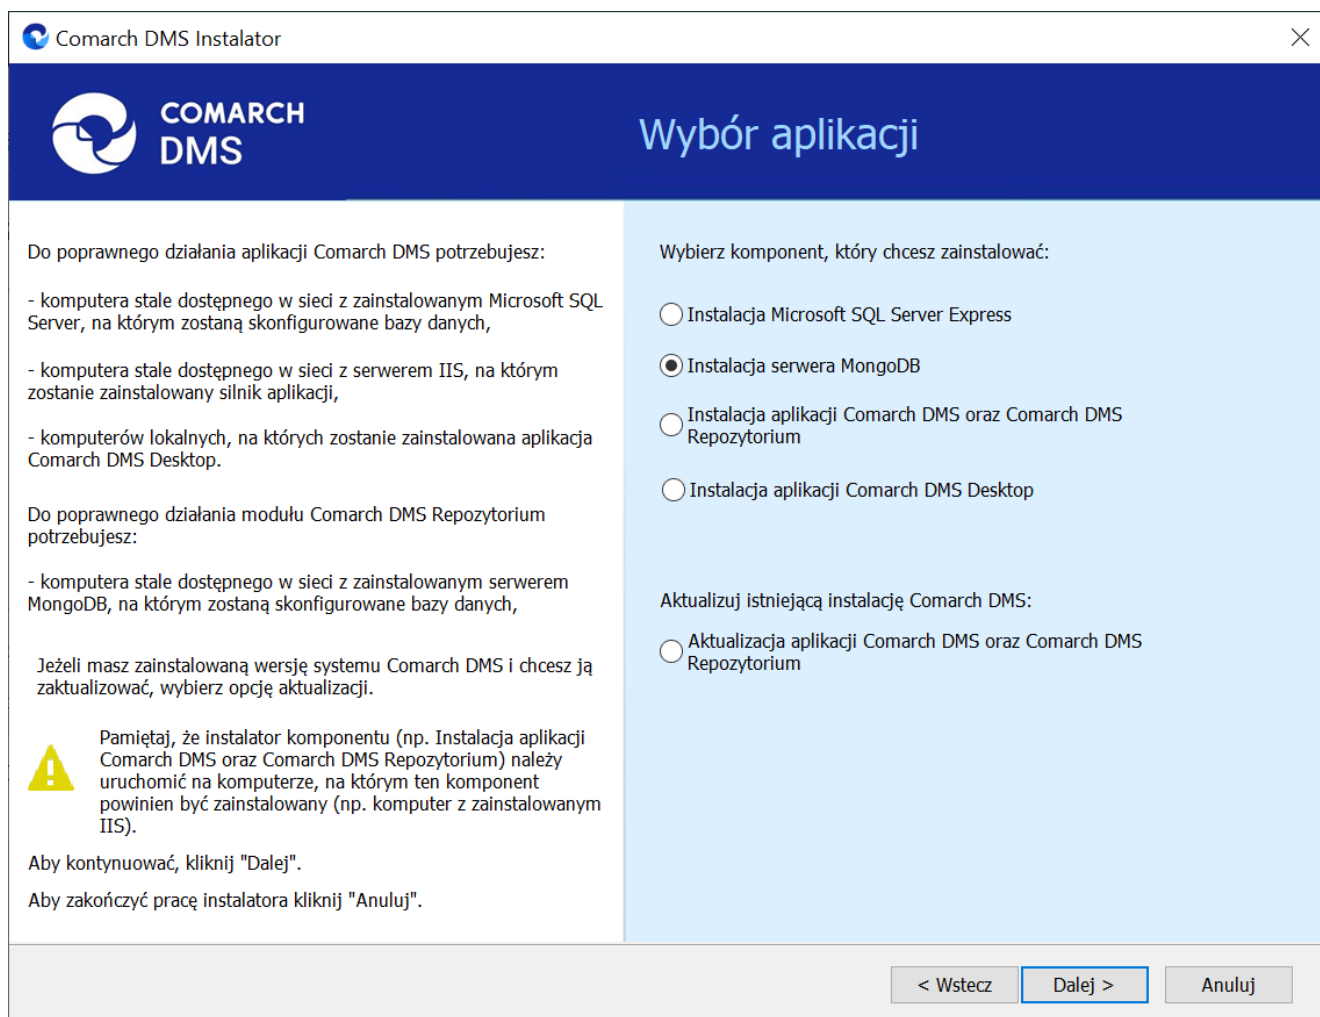 Comarch DMS Instalator
COMARCH
DMS
Wybór aplikacji
Do poprawnego działania aplikacji Comarch DMS potrzebujesz:
- komputera stale dostępnego w sieci z zainstalowanym Microsoft SQL
Server, na którym zostaną skonfigurowane bazy danych,
- komputera stale dostępnego w sieci z serwerem IIS, na którym
zostanie zainstalowany silnik aplikacji,
- komputerów lokalnych, na których zostanie zainstalowana aplikacja
Comarch DMS Desktop.
Do poprawnego działania modułu Comarch DMS Repozytorium
potrzebujesz:
- komputera stale dostępnego w sieci z zainstalowanym serwerem
MongoDB, na którym zostaną skonfigurowane bazy danych,
Jeżeli masz zainstalowaną wersję systemu Comarch DMS i chcesz ją
zaktualizować, wybierz opcję aktualizacji.
Pamiętaj, że instalator komponentu (np. Instalacja aplikacji
Comarch DMS oraz Comarch DMS Repozytorium) należy
uruchomić na komputerze, na którym ten komponent
powinien być zainstalowany (np. komputer z zainstalowanym
IIS).
Aby kontynuować, kliknij "Dalej".
Aby zakończyć pracę instalatora kliknij "Anuluj".
Wybierz komponent, który chcesz zainstalować:
Instalacja Microsoft SQL Server Express
Instalacja serwera MongoDB
Instalacja aplikacji Comarch DMS oraz Comarch DMS
Repozytorium
Instalacja aplikacji Comarch DMS Desktop
Aktualizuj istniejącą instalację Comarch DMS:
Aktualizacja aplikacji Comarch DMS oraz Comarch DMS
Repozytorium
< Wstecz
Dalej >
Anuluj